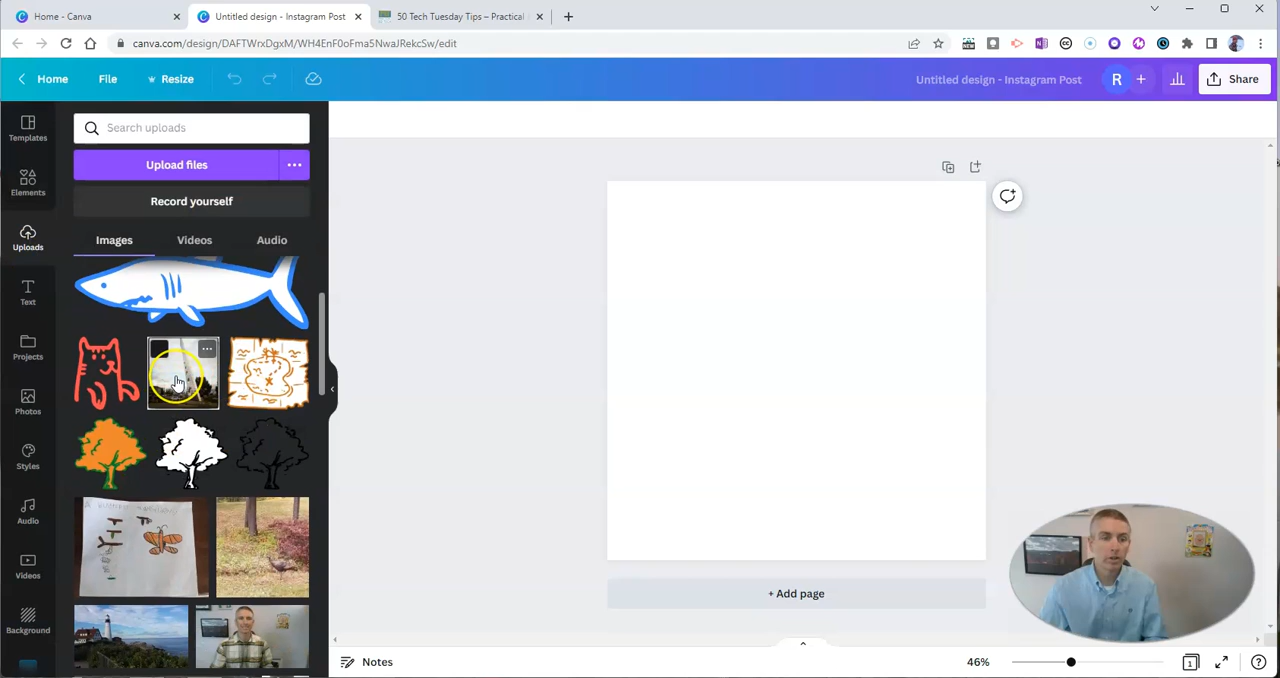 Home - Canva
Untitled design - Instagram Post
50 Tech Tuesday Tips – Practical
canva.com/design/DAFTWrxDgxM/WH4EnF0oFma5NwaJRekcSw/edit
Home
File
Resize
Untitled design - Instagram Post
R
Share
Templates
Elements
Uploads
Text
Projects
Photos
Styles
Audio
Videos
Background
Search uploads
Upload files
Record yourself
Images
Videos
Audio
+ Add page
Notes
46%
1